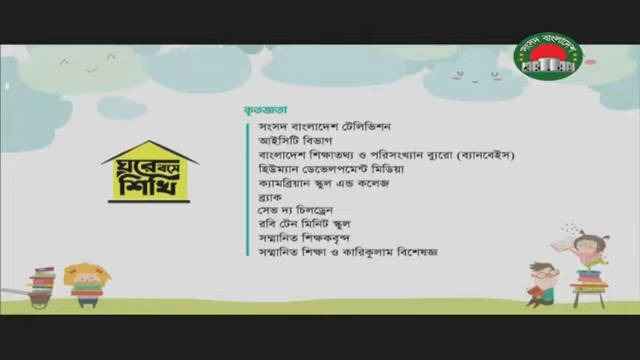 সংসদ বাংলাদেশ
কৃতজ্ঞতা
সংসদ বাংলাদেশ টেলিভিশন
আইসিটি বিভাগ
বাংলাদেশ শিক্ষাতথ্য ও পরিসংখ্যান ব্যুরো (ব্যানবেইস)
হিউম্যান ডেভেলপমেন্ট মিডিয়া
ক্যামব্রিয়ান স্কুল এন্ড কলেজ
ব্র্যাক
সেভ দ্য চিলড্রেন
রবি টেন মিনিট স্কুল
সম্মানিত শিক্ষকবৃন্দ
সম্মানিত শিক্ষা ও কারিকুলাম বিশেষজ্ঞ
ঘরে বসে
শিখি